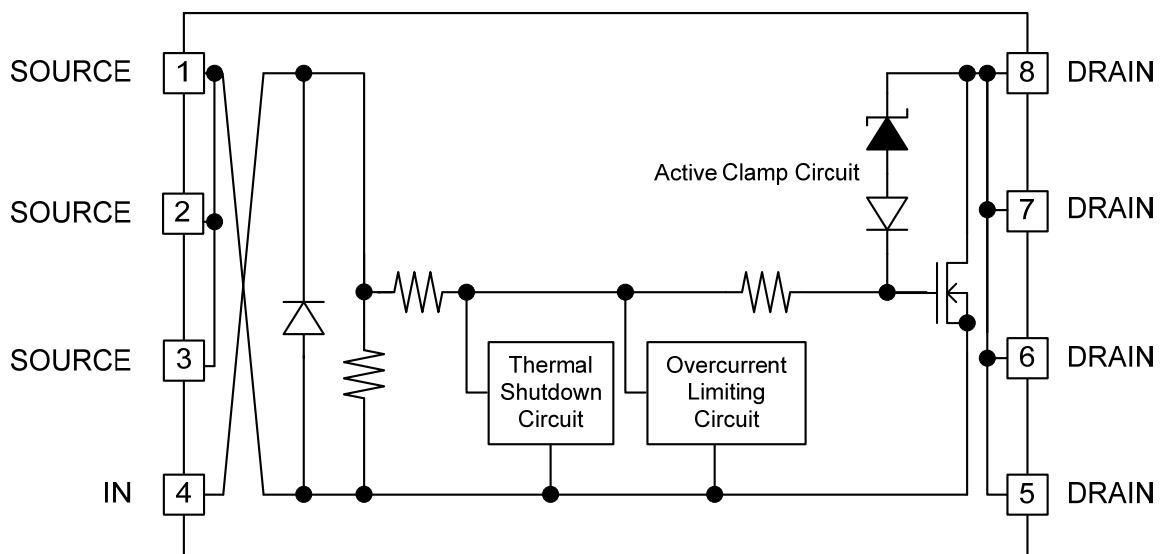 SOURCE 1 8 DRAIN
Active Clamp Circuit
SOURCE 2 7 DRAIN
SOURCE 3 6 DRAIN
Thermal
Shutdown
Circuit
Overcurrent
Limiting
Circuit
IN 4 5 DRAIN